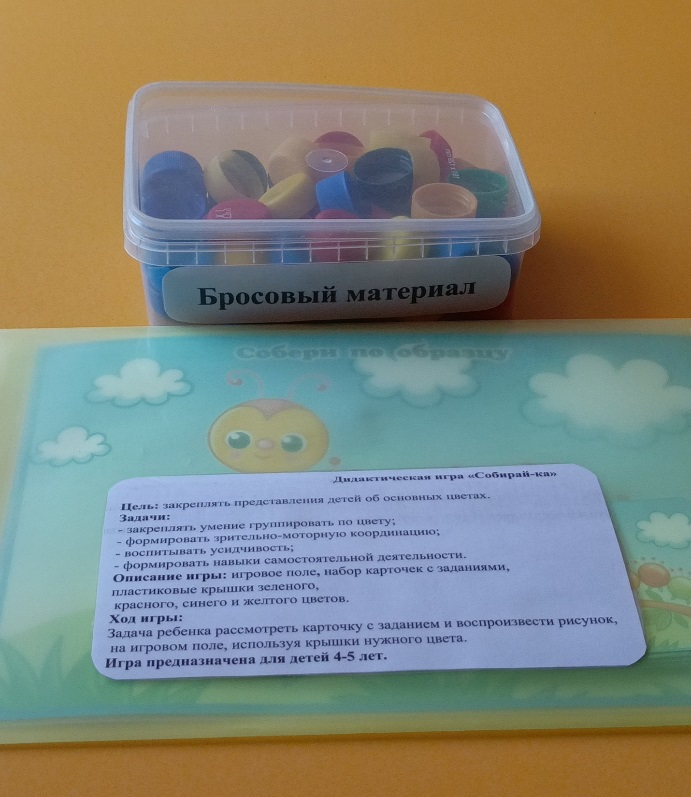 Бросовый материал
Собери по образцу
Дидактическая игра «Собирай-ка»
Цель: закреплять представления детей об основных цветах.
Задачи:
- закреплять умение группировать по цвету;
- формировать зрительно-моторную координацию;
- воспитывать усидчивость;
- формировать навыки самостоятельной деятельности.
Описание игры: игровое поле, набор карточек с заданиями,
пластиковые крышки зеленого,
красного, синего и желтого цветов.
Ход игры:
Задача ребенка рассмотреть карточку с заданием и воспроизвести рисунок,
на игровом поле, используя крышки нужного цвета.
Игра предназначена для детей 4-5 лет.